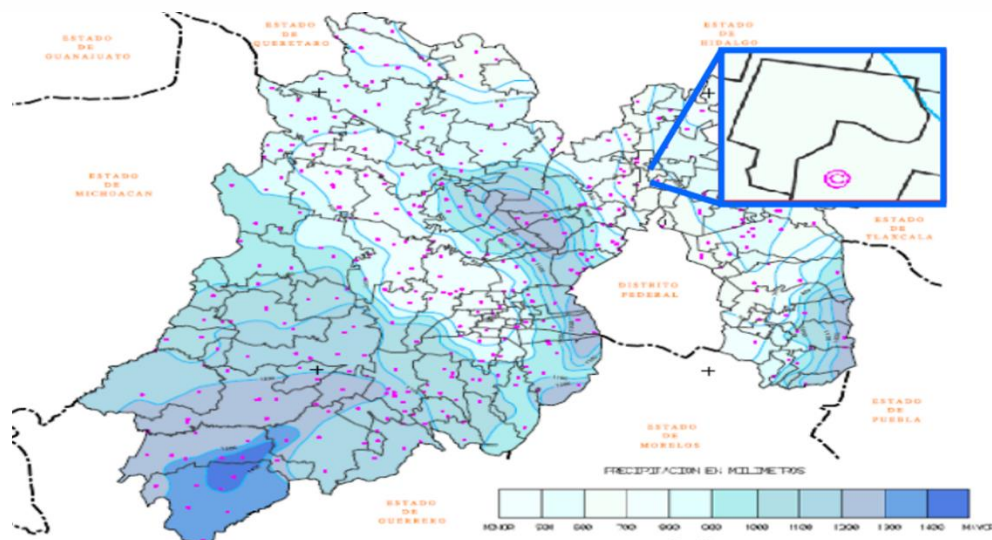 ESTADO
DE
GUANAJUATO
ESTADO
DE
QUERETARO
ESTADO
DE
HIDALGO
ESTADO
DE
MICHOACAN
ESTADO
DE
TLAXCALA
DISTRITO
FEDERAL
ESTADO
DE
PUEBLA
ESTADO
DE
MORELOS
ESTADO
DE
GUERRERO
PRECIPITACION EN MILIMETROS
MENOR 500 600 700 800 900 1000 1100 1200 1300 1400 MAYOR